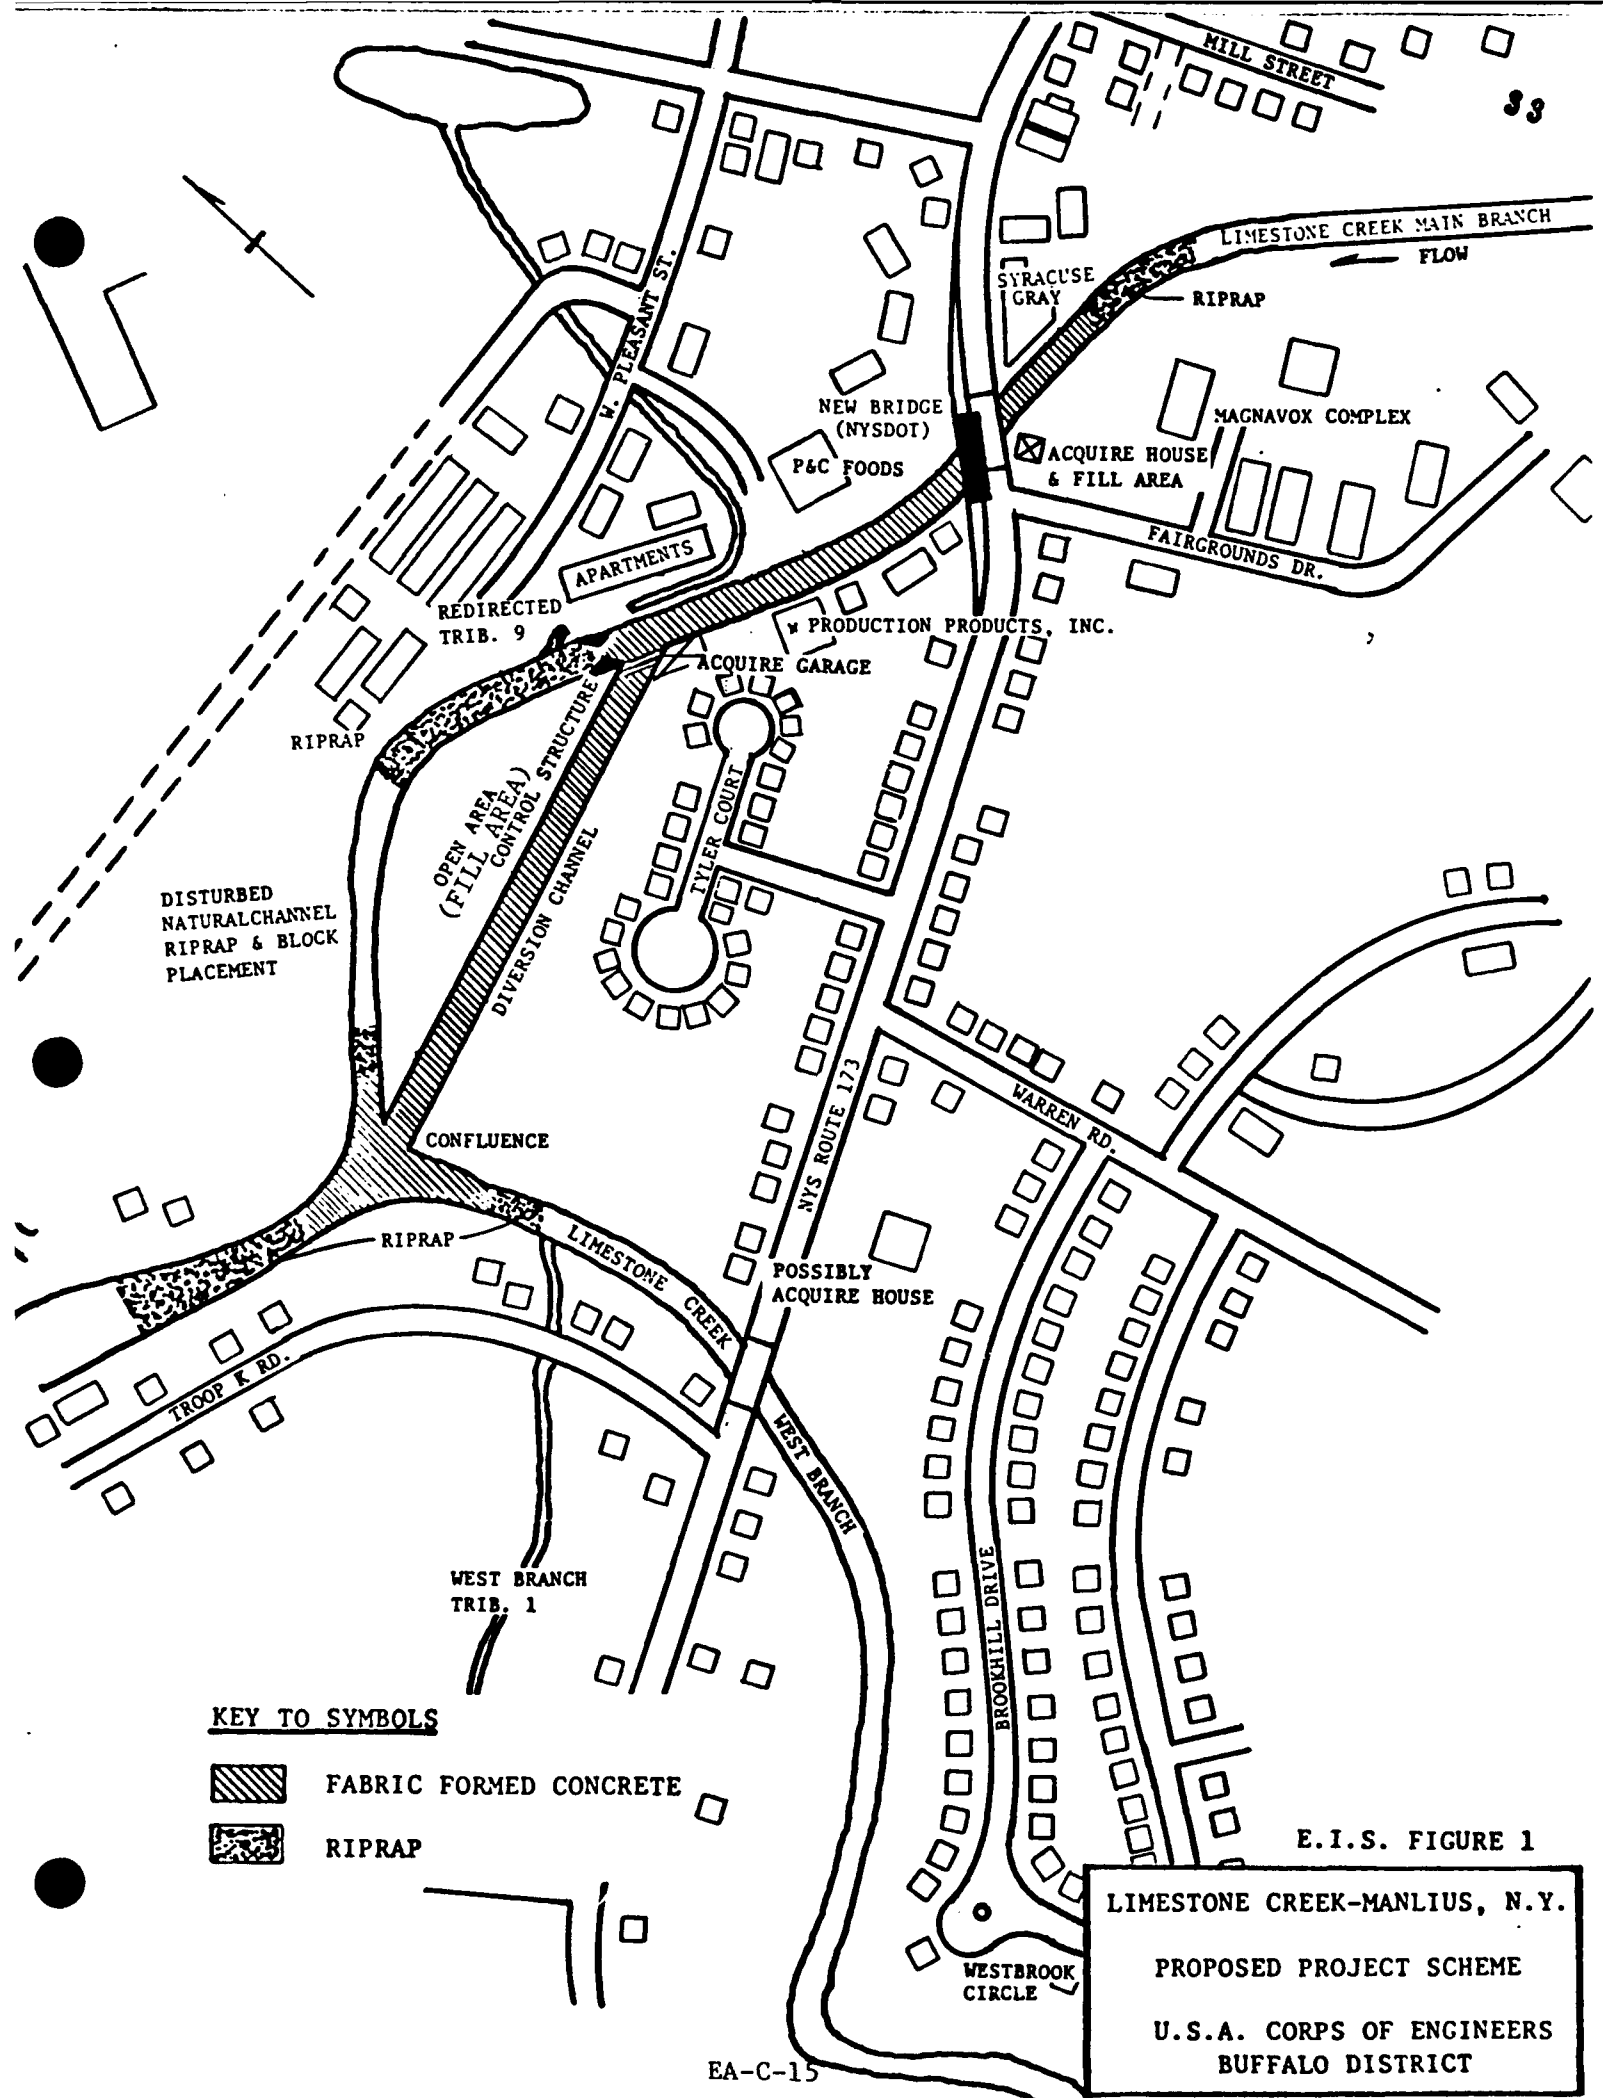 MILL STREET
33
LIMESTONE CREEK MAIN BRANCH
FLOW
SYRACUSE
GRAY
RIPRAP
W. PLEASANT ST.
NEW BRIDGE
(NYSDOT)
MAGNAVOX COMPLEX
P&C FOODS
ACQUIRE HOUSE
& FILL AREA
FAIRGROUNDS DR.
APARTMENTS
REDIRECTED
TRIB. 9
PRODUCTION PRODUCTS, INC.
ACQUIRE GARAGE
RIPRAP
OPEN AREA
(FILL AREA)
CONTROL STRUCTURE
DIVERSION CHANNEL
TYLER COURT
DISTURBED
NATURALCHANNEL
RIPRAP & BLOCK
PLACEMENT
NYS ROUTE 173
WARREN RD.
CONFLUENCE
RIPRAP
LIMESTONE CREEK
POSSIBLY
ACQUIRE HOUSE
TROOP K RD.
WEST BRANCH
WEST BRANCH
TRIB. 1
BROOKHILL DRIVE
KEY TO SYMBOLS
FABRIC FORMED CONCRETE
RIPRAP
E.I.S. FIGURE 1
LIMESTONE CREEK-MANLIUS, N.Y.
PROPOSED PROJECT SCHEME
U.S.A. CORPS OF ENGINEERS
BUFFALO DISTRICT
WESTBROOK
CIRCLE
EA-C-15